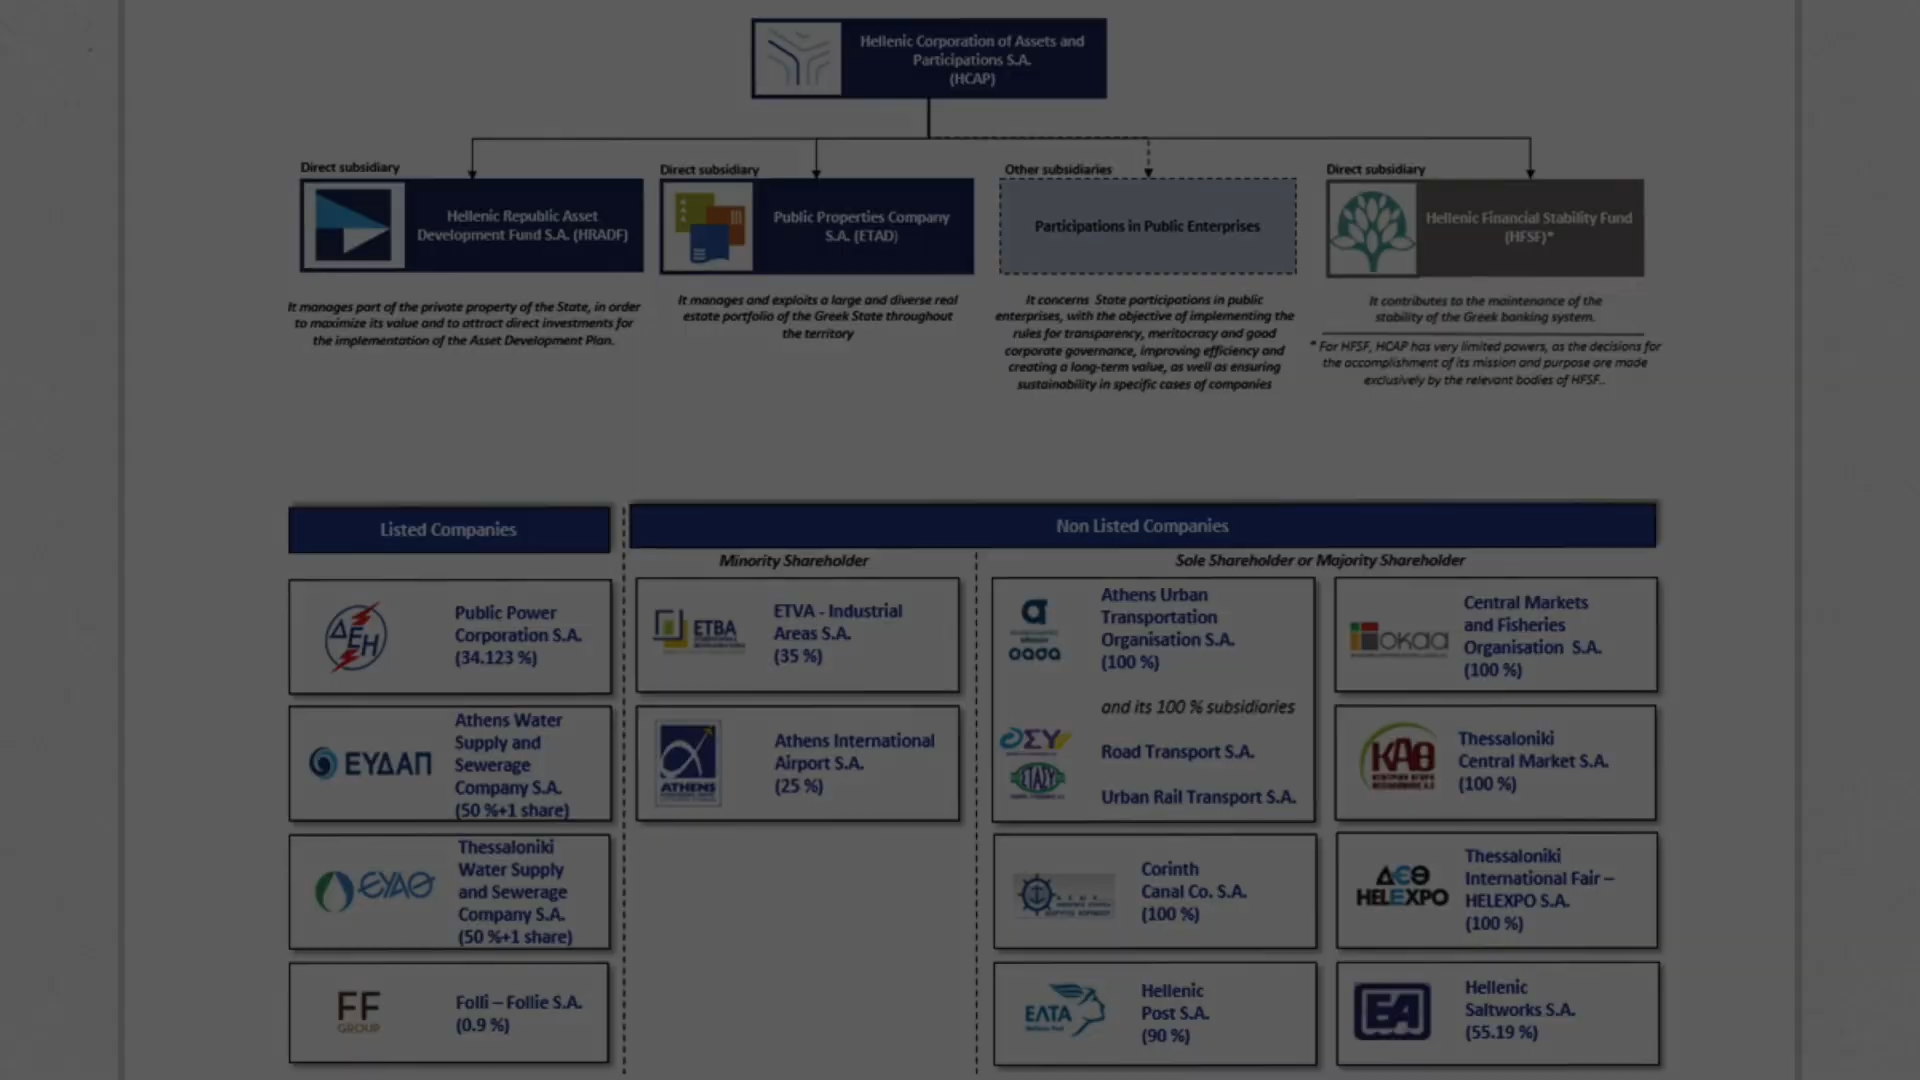 Hellenic Corporation of Assets and
Participations S.A.
(HCAP)
Direct subsidiary
Hellenic Republic Asset
Development Fund S.A. (HRADF)
It manages part of the private property of the State, in order
to maximize its value and to attract direct investments for
the implementation of the Asset Development Plan.
Direct subsidiary
Public Properties Company
S.A. (ETAD)
It manages and exploits a large and diverse real
estate portfolio of the Greek State throughout
the territory
Other subsidiaries
Participations in Public Enterprises
It concerns State participations in public
enterprises, with the objective of implementing the
rules for transparency, meritocracy and good
corporate governance, improving efficiency and
creating a long-term value, as well as ensuring
sustainability in specific cases of companies
Direct subsidiary
Hellenic Financial Stability Fund
(HFSF)*
It contributes to the maintenance of the
stability of the Greek banking system.
* For HFSF, HCAP has very limited powers, as the decisions for
the accomplishment of its mission and purpose are made
exclusively by the relevant bodies of HFSF..
Listed Companies
ΔΕΗ
Public Power
Corporation S.A.
(34.123 %)
ΕΥΔΑΠ
Athens Water
Supply and
Sewerage
Company S.A.
(50 %+1 share)
ΕΥΑΘ
Thessaloniki
Water Supply
and Sewerage
Company S.A.
(50 %+1 share)
FF
GROUP
Folli – Follie S.A.
(0.9 %)
Non Listed Companies
Minority Shareholder
ΕΤΒΑ
ETVA - Industrial
Areas S.A.
(35 %)
ATHENS
Athens International
Airport S.A.
(25 %)
Sole Shareholder or Majority Shareholder
οασα
Athens Urban
Transportation
Organisation S.A.
(100 %)
and its 100 % subsidiaries
ΟΣΥ
Road Transport S.A.
ΣΤΑΣΥ
Urban Rail Transport S.A.
Corinth
Canal Co. S.A.
(100 %)
ΕΛΤΑ
Hellenic Post
Hellenic
Post S.A.
(90 %)
οκαα
Central Markets
and Fisheries
Organisation S.A.
(100 %)
ΚΑΘ
Thessaloniki
Central Market S.A.
(100 %)
ΔΕΘ
HELEXPO
Thessaloniki
International Fair –
HELEXPO S.A.
(100 %)
Hellenic
Saltworks S.A.
(55.19 %)